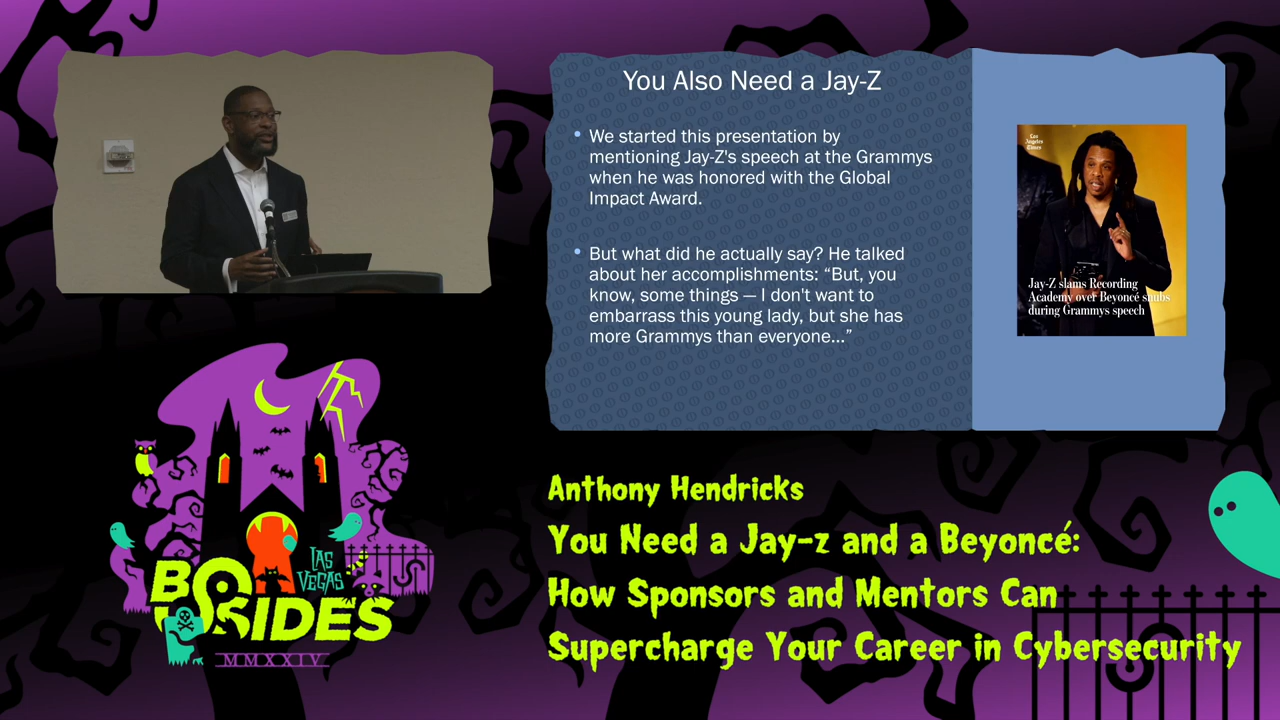 You Also Need a Jay-Z
• We started this presentation by
mentioning Jay-Z's speech at the Grammys
when he was honored with the Global
Impact Award.
• But what did he actually say? He talked
about her accomplishments: “But, you
know, some things — I don't want to
embarrass this young lady, but she has
more Grammys than everyone...”
Los
Angeles
Times
Jay-Z slams Recording
Academy over Beyoncé snubs
during Grammys speech
LAS
VEGAS
BSIDES
MMXXIV
Anthony Hendricks
You Need a Jay-z and a Beyoncé:
How Sponsors and Mentors Can
Supercharge Your Career in Cybersecurity